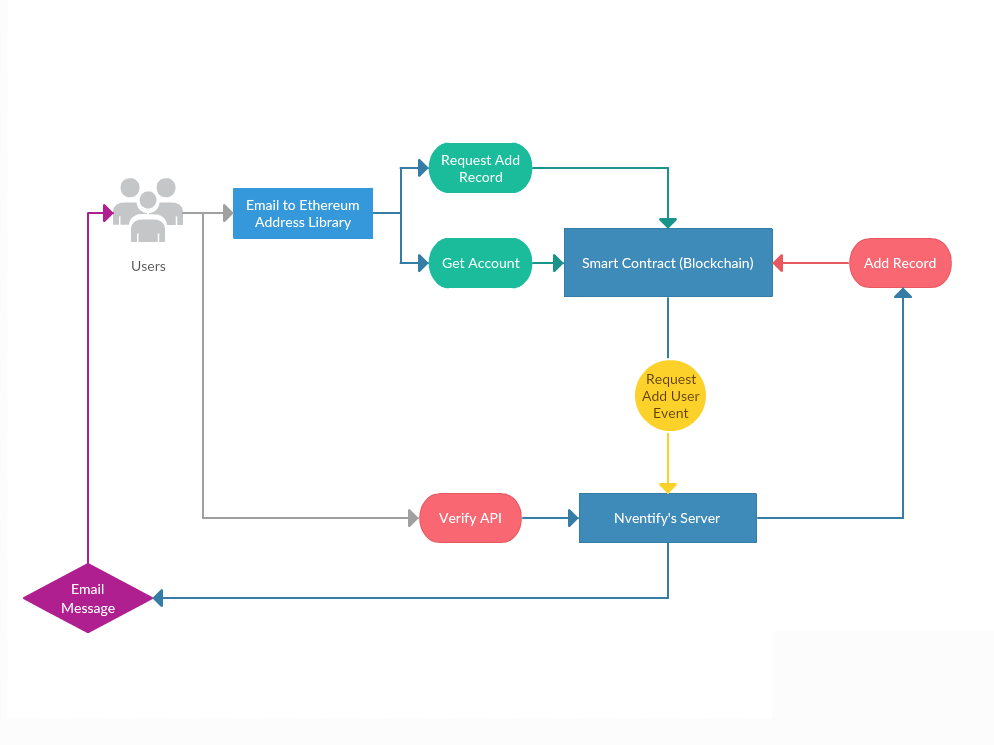 Request Add
Record
Email to Ethereum
Address Library
Users
Get Account
Smart Contract (Blockchain)
Add Record
Request
Add User
Event
Verify API
Nventify's Server
Email
Message